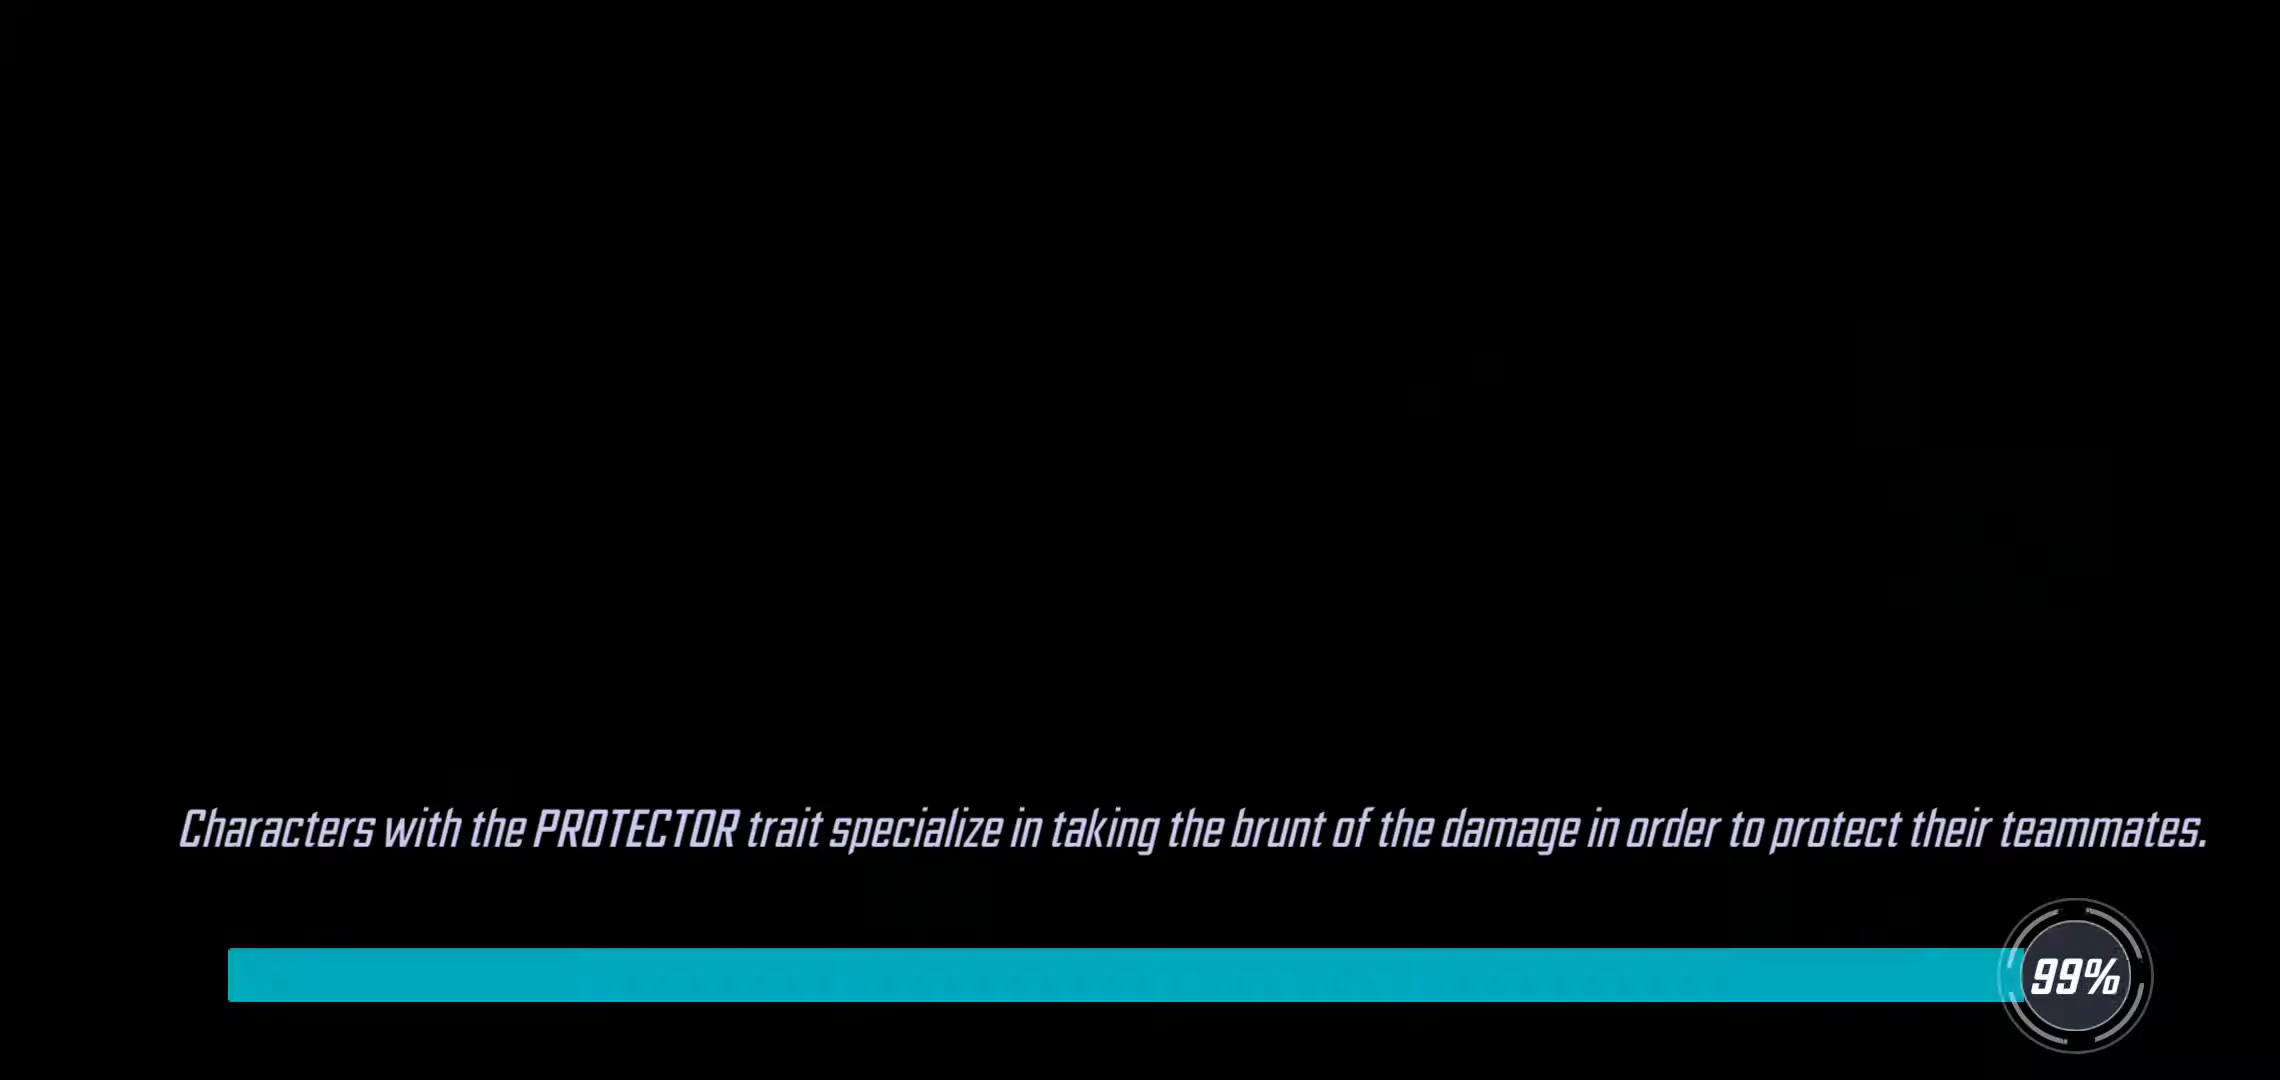 Characters with the PROTECTOR trait specialize in taking the brunt of the damage in order to protect their teammates.
99%